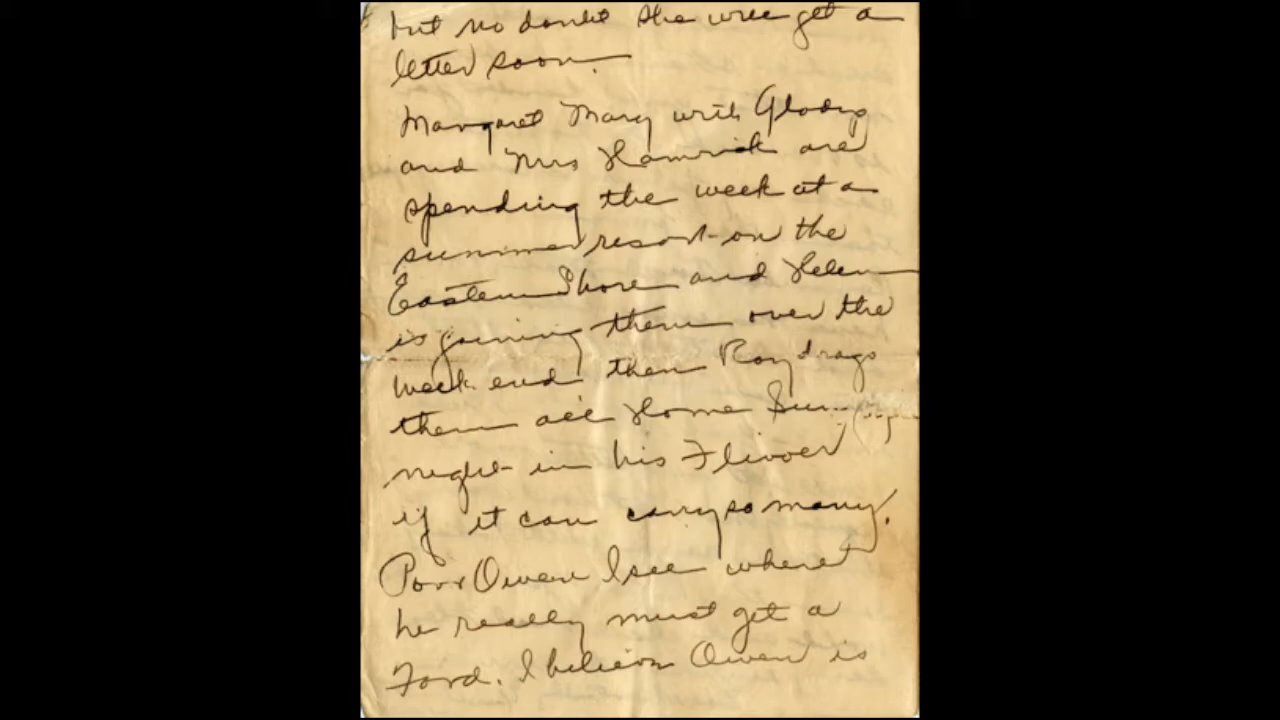 but no doubt she will get a
letter soon.
Margaret Mary with Gladys
and Mrs Hamrick are
spending the week at a
summer resort on the
Eastern Shore and Helen
is joining them over the
week end then Roy drags
them all Home Sun
night in his Flivver
if it can carry so many.
Poor Owen I see where
he really must get a
Ford. I believe Owen is